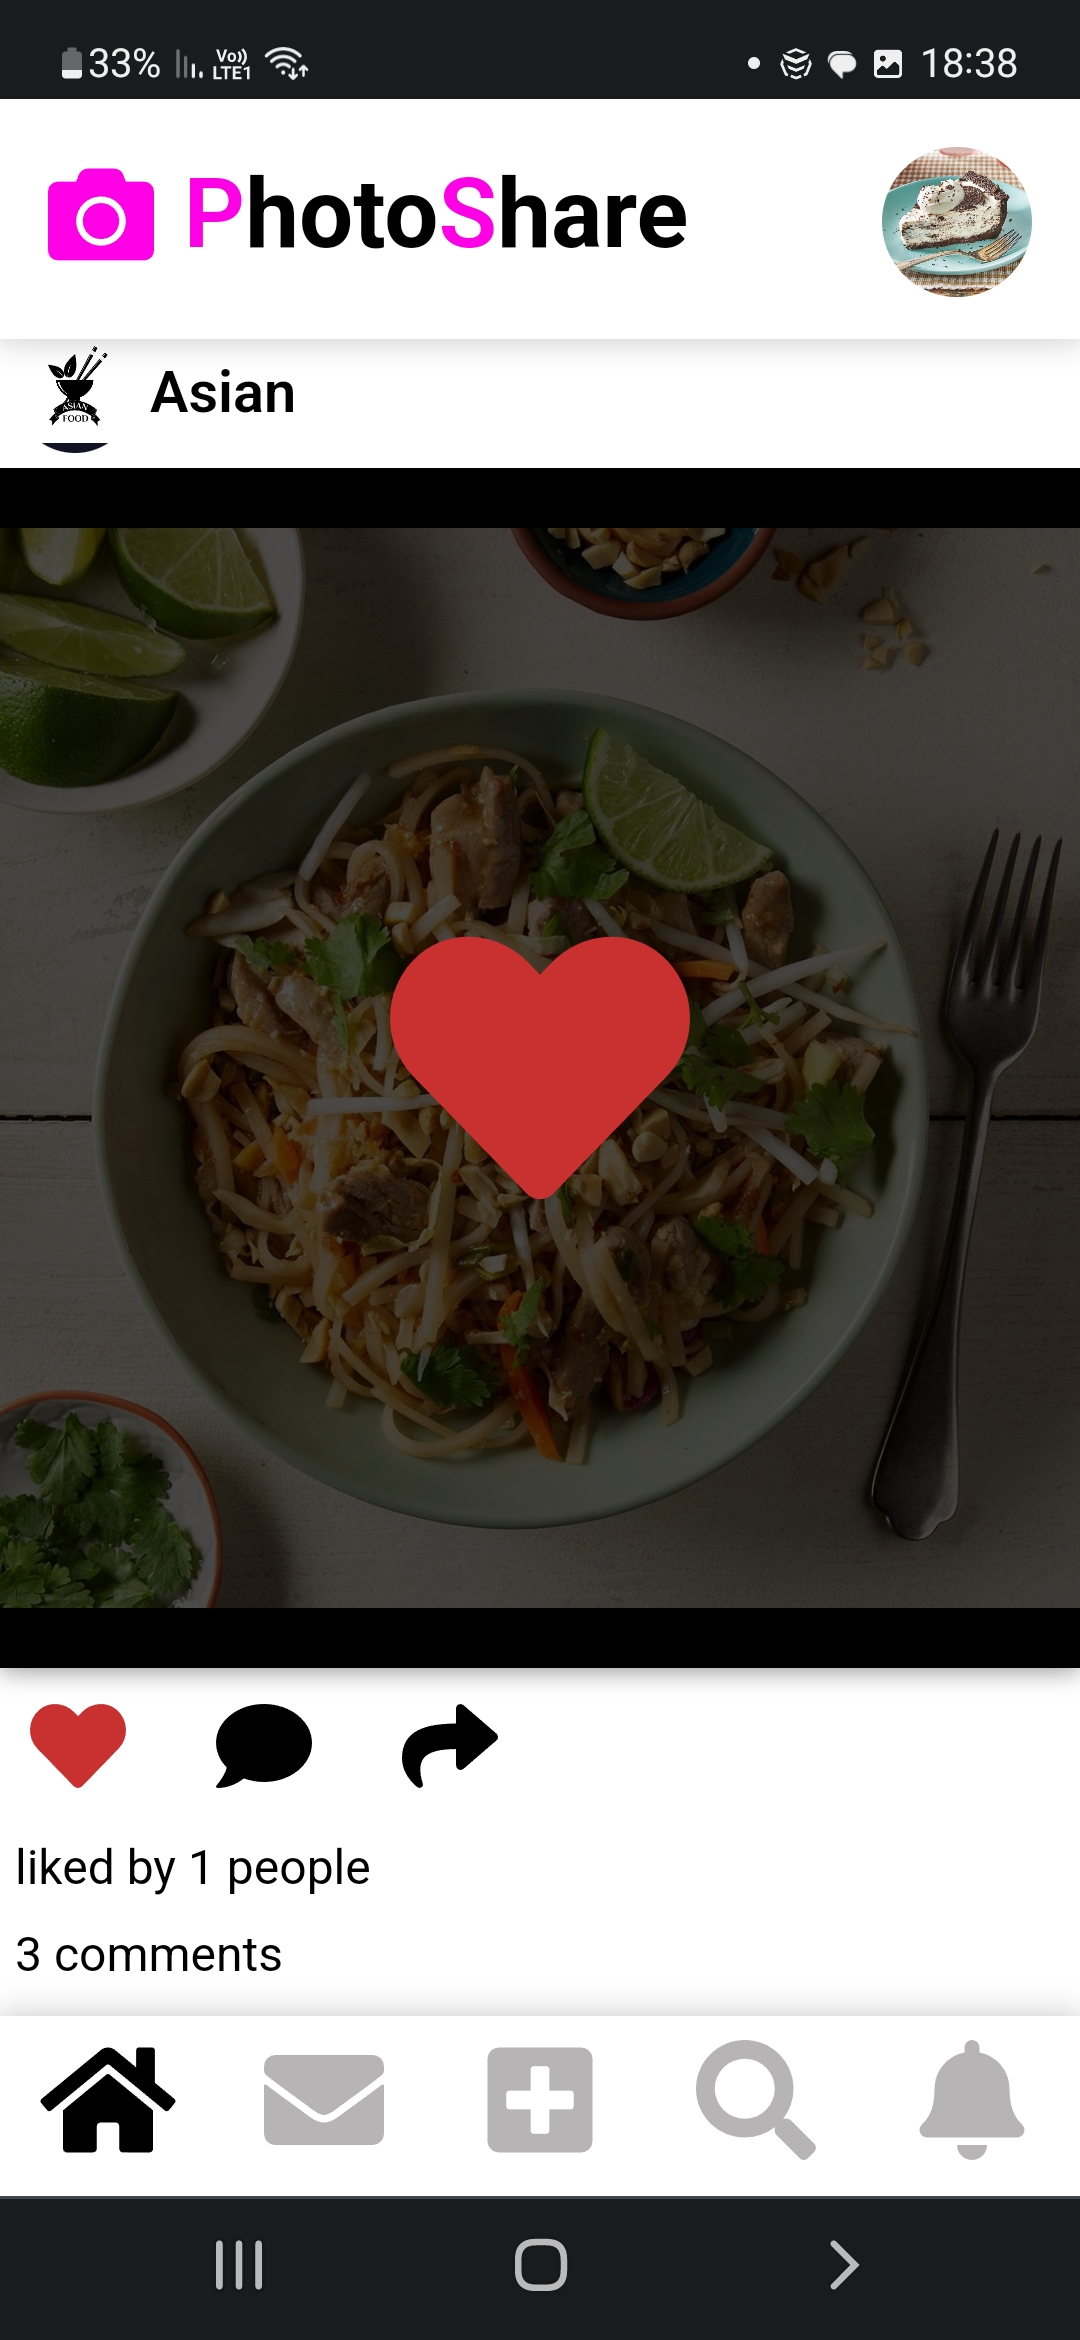 33% Vo)) LTE1 18:38
PhotoShare
ASIAN
FOOD
Asian
liked by 1 people
3 comments